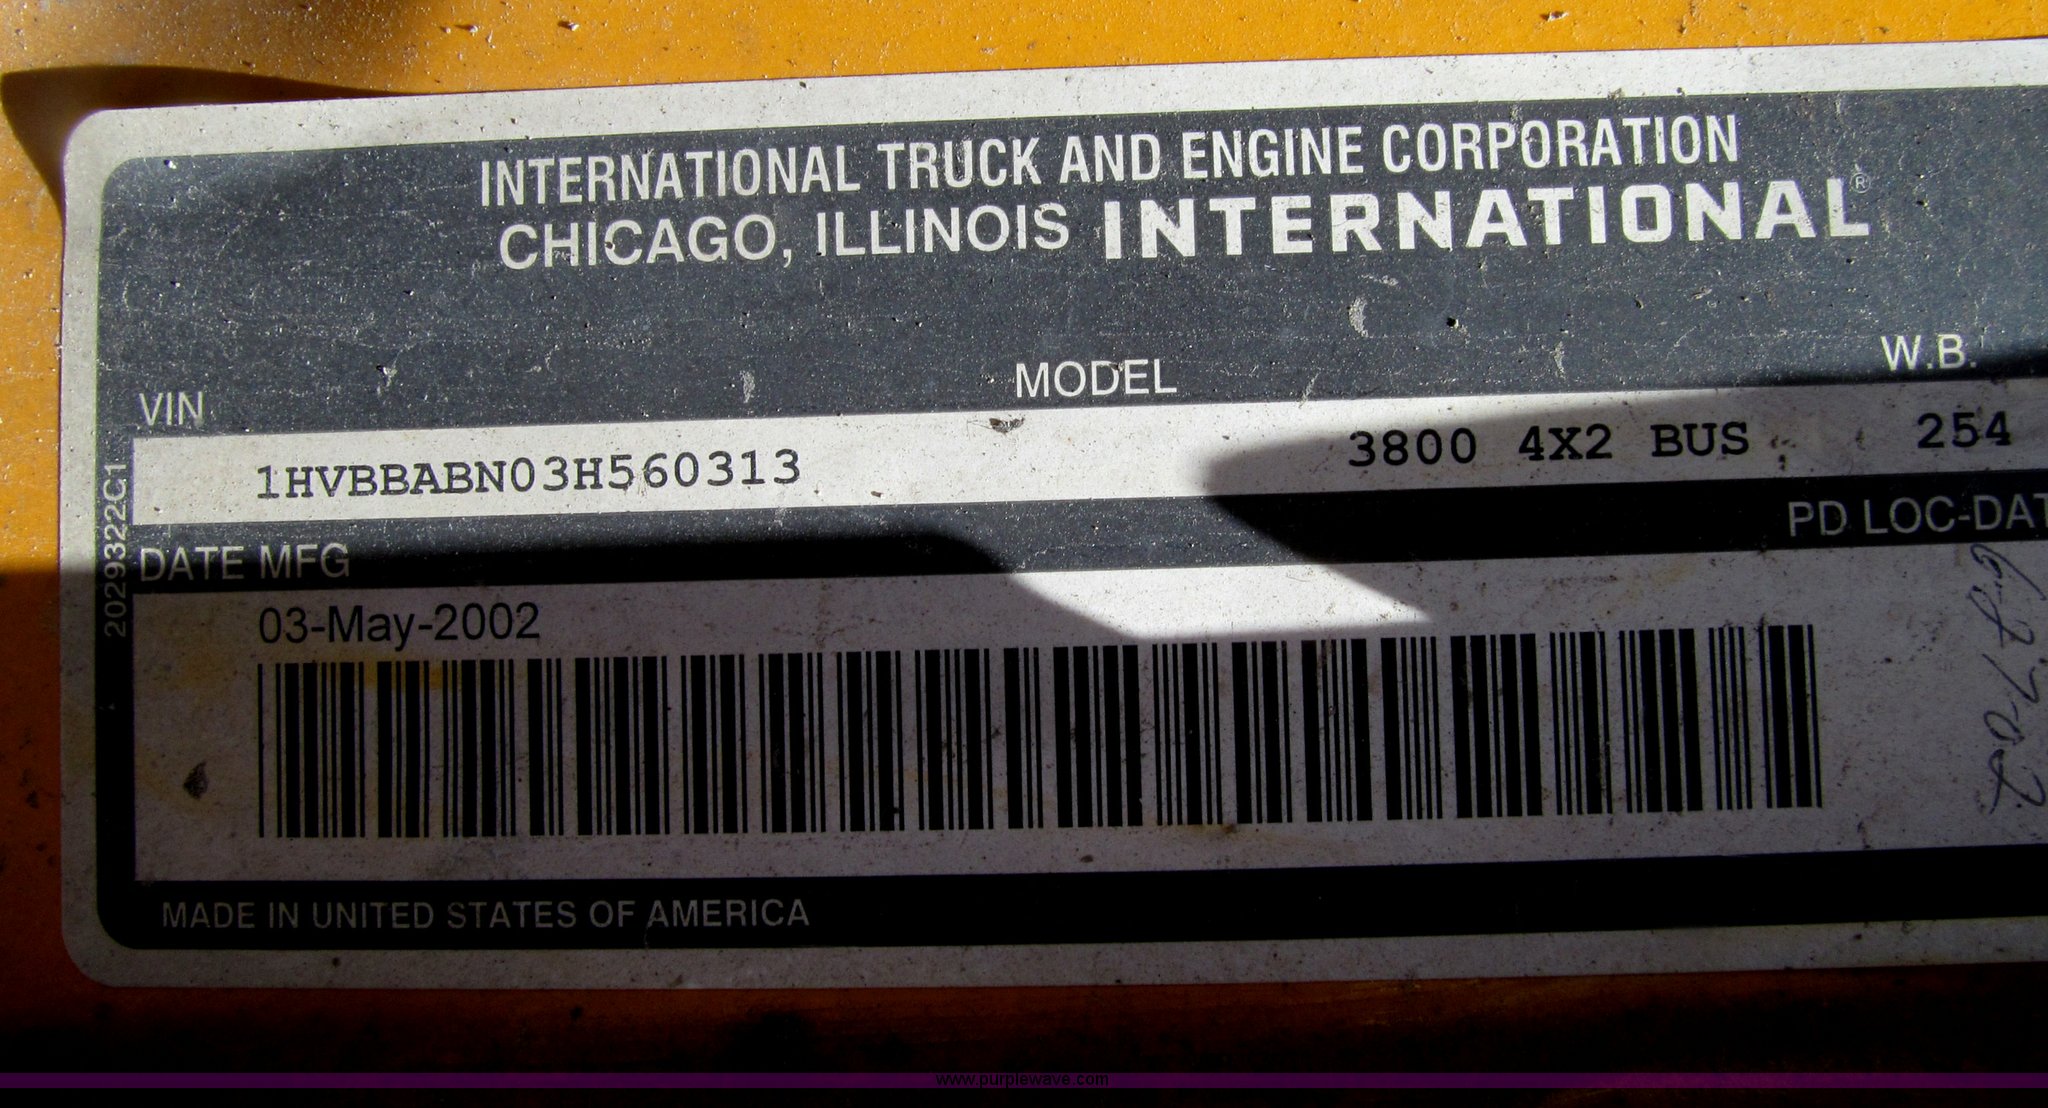 INTERNATIONAL TRUCK AND ENGINE CORPORATION
CHICAGO, ILLINOIS INTERNATIONAL®
VIN MODEL W.B.
1HVBBABN03H560313 3800 4X2 BUS 254
DATE MFG PD LOC-DAT
03-May-2002
2029322C1
MADE IN UNITED STATES OF AMERICA
www.purplewave.com